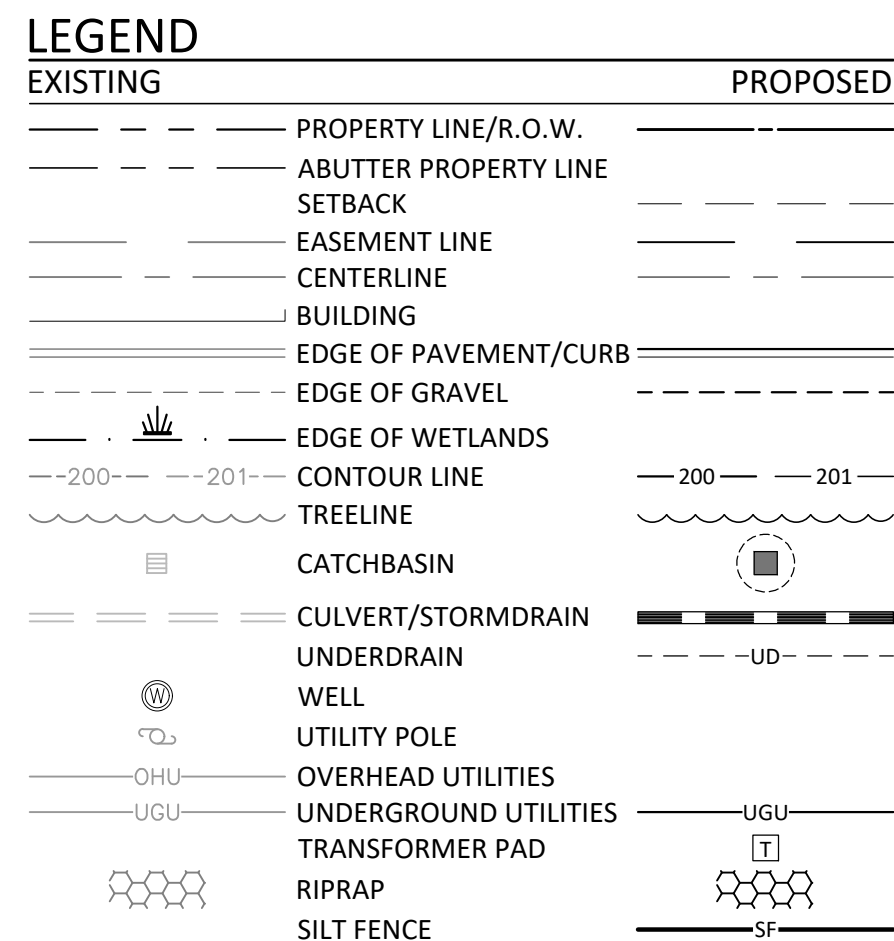 LEGEND
EXISTING PROPOSED
PROPERTY LINE/R.O.W.
ABUTTER PROPERTY LINE
SETBACK
EASEMENT LINE
CENTERLINE
BUILDING
EDGE OF PAVEMENT/CURB
EDGE OF GRAVEL
EDGE OF WETLANDS
200 201 CONTOUR LINE 200 201
TREELINE
CATCHBASIN
CULVERT/STORMDRAIN
UNDERDRAIN UD
W WELL
UTILITY POLE
OHU OVERHEAD UTILITIES
UGU UNDERGROUND UTILITIES UGU
TRANSFORMER PAD T
RIPRAP
SILT FENCE SF